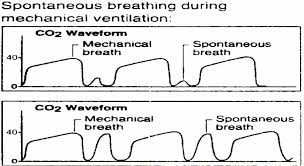 Spontaneous breathing during
mechanical ventilation:
CO2 Waveform
Mechanical breath
Spontaneous breath
40
0
CO2 Waveform
Mechanical breath
Spontaneous breath
40
0